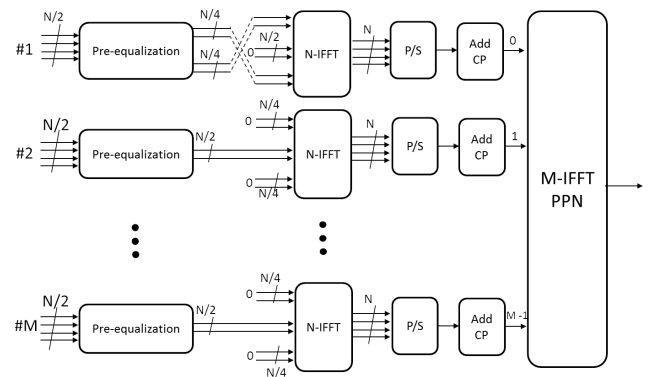 N/2
#1
Pre-equalization
N/4
N/4
0
N/2
N-IFFT
N
P/S
Add
CP
0
N/2
#2
Pre-equalization
N/2
0
N/4
0
N/4
N-IFFT
N
P/S
Add
CP
1
M-IFFT
PPN
N/2
#M
Pre-equalization
N/2
0
N/4
0
N/4
N-IFFT
N
P/S
Add
CP
M -1